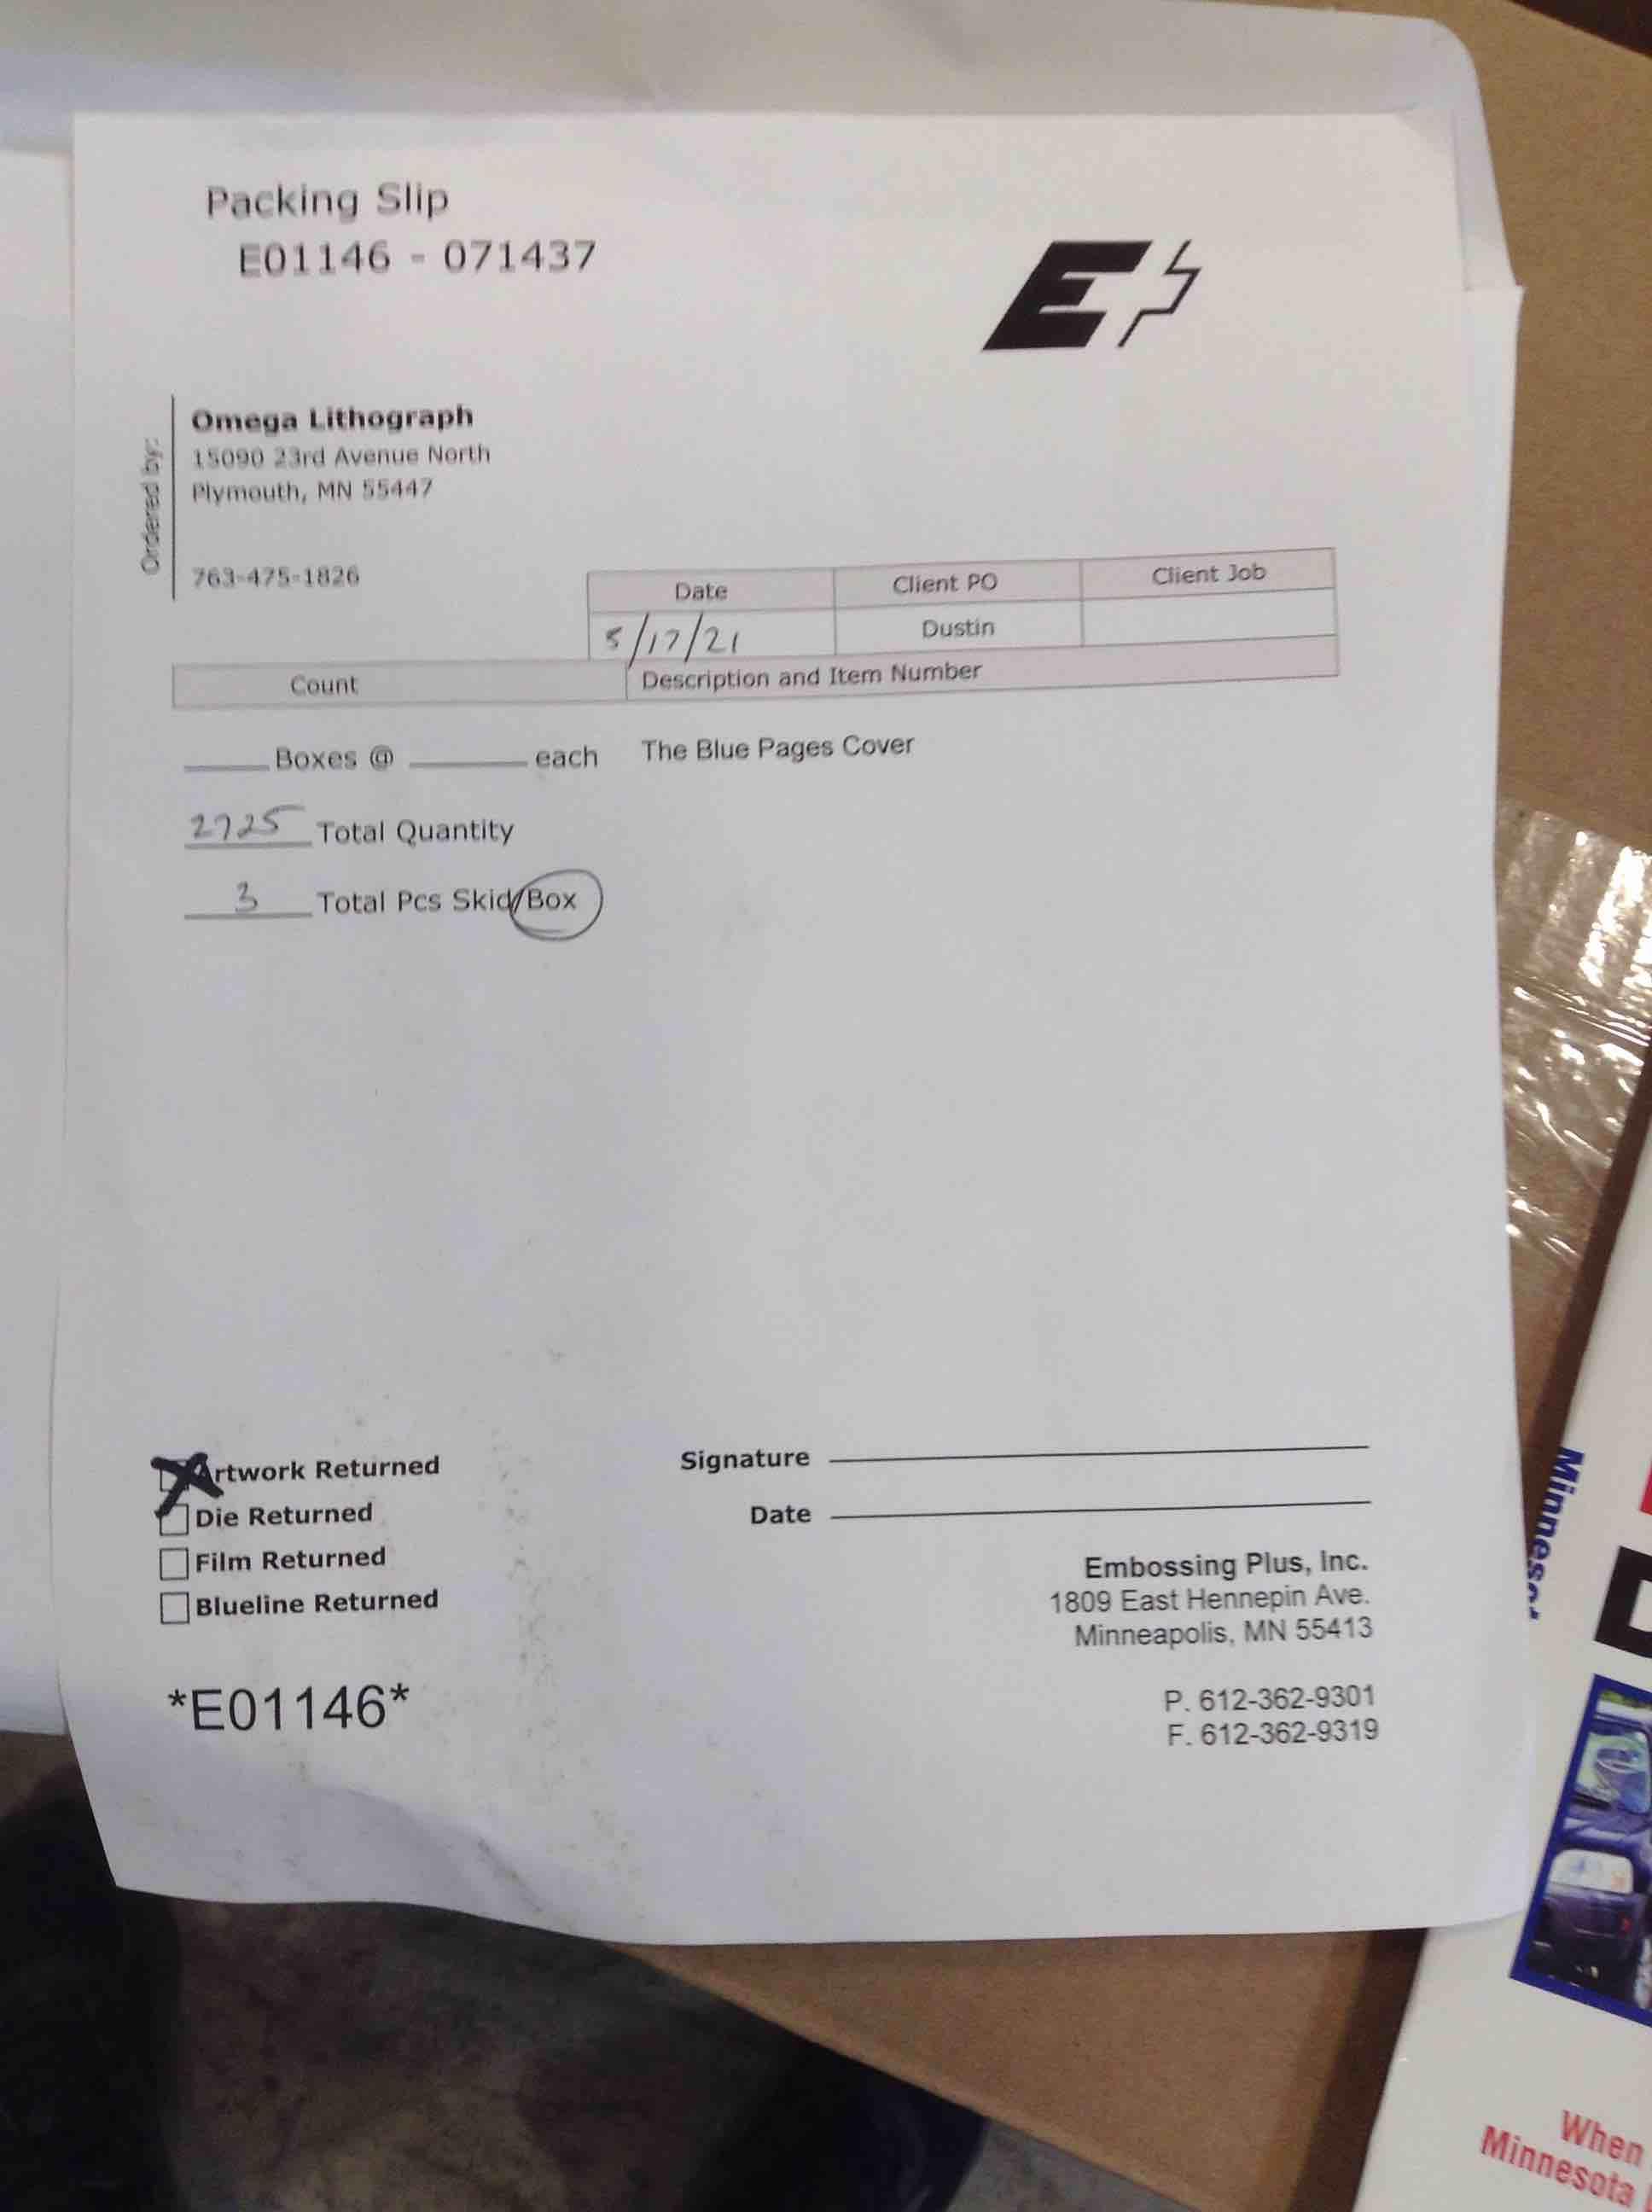 Packing Slip
E01146 - 071437
E
Ordered by:
Omega Lithograph
15090 23rd Avenue North
Plymouth, MN 55447
763-475-1826
Date Client PO Client Job
5/17/21 Dustin
Count Description and Item Number
Boxes @ each The Blue Pages Cover
2725 Total Quantity
3 Total Pcs Skid/Box
Artwork Returned
Die Returned
Film Returned
Blueline Returned
Signature
Date
Embossing Plus, Inc.
1809 East Hennepin Ave.
Minneapolis, MN 55413
P. 612-362-9301
F. 612-362-9319
*E01146*
When
Minnesota